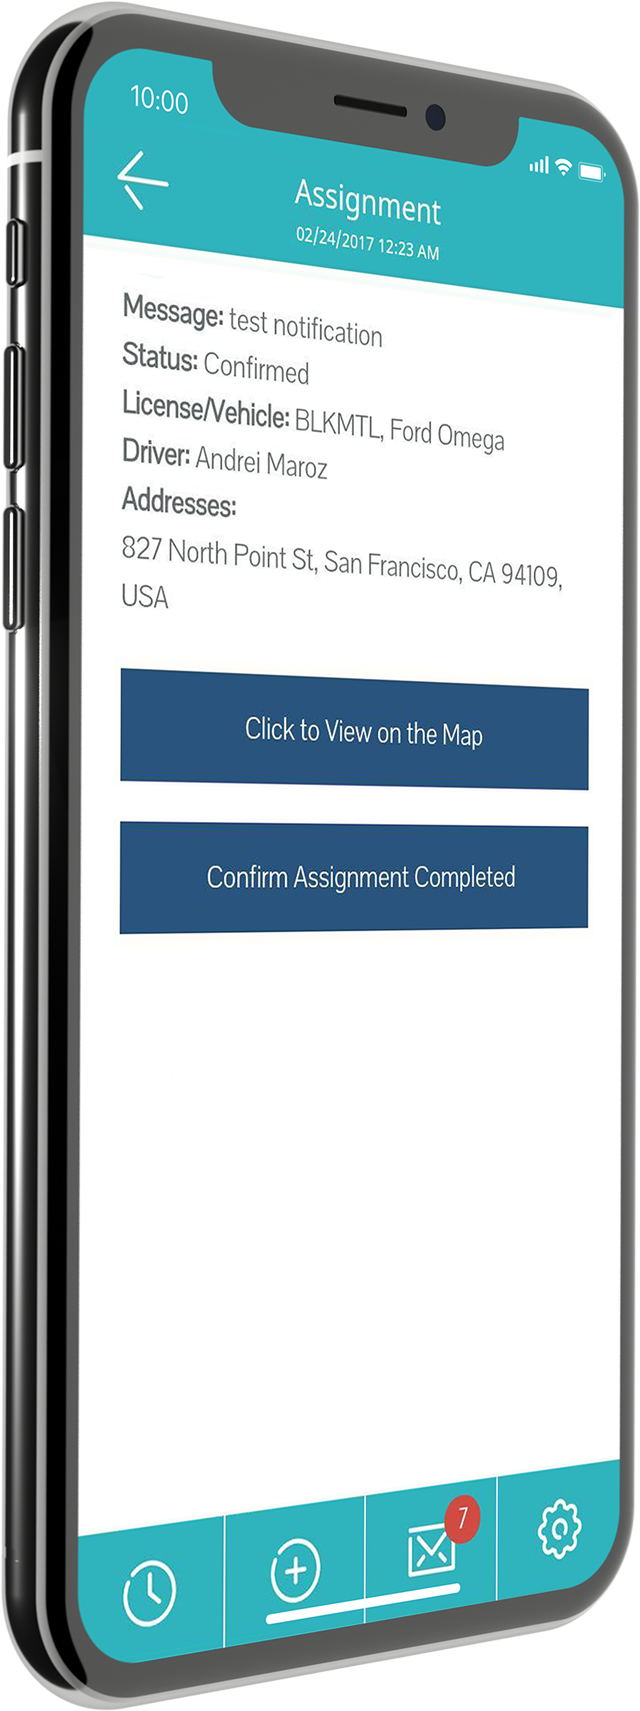 10:00
Assignment
02/24/2017 12:23 AM
Message: test notification
Status: Confirmed
License/Vehicle: BLKMTL, Ford Omega
Driver: Andrei Maroz
Addresses:
827 North Point St, San Francisco, CA 94109,
USA
Click to View on the Map
Confirm Assignment Completed
7